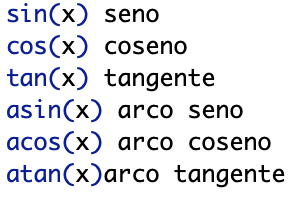 sin(x) seno
cos(x) coseno
tan(x) tangente
asin(x) arco seno
acos(x) arco coseno
atan(x)arco tangente